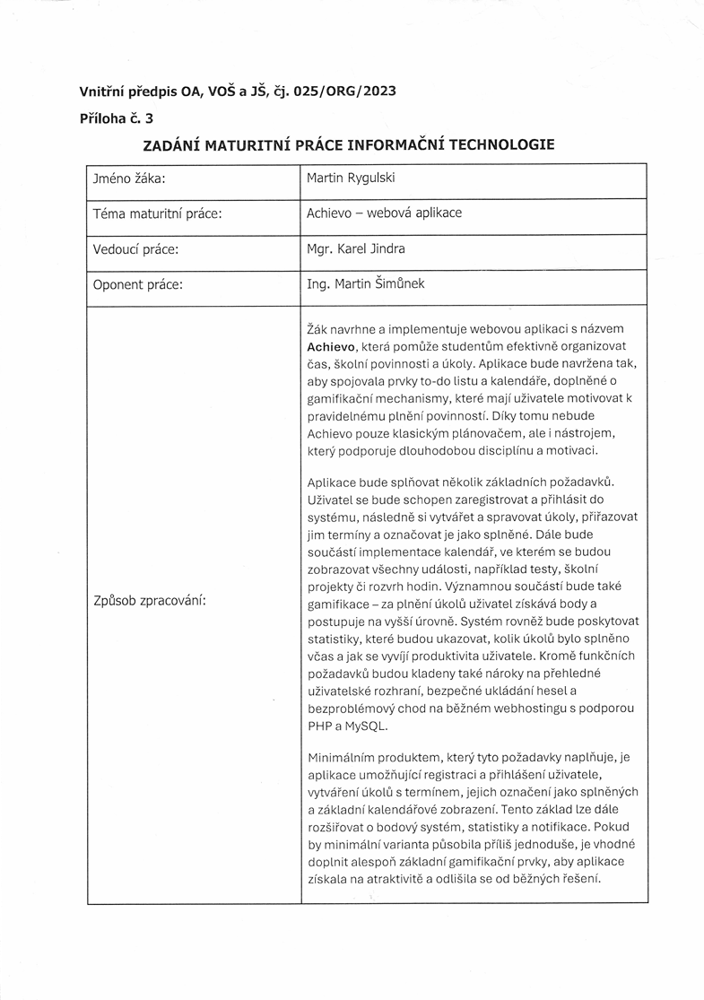 Vnitřní předpis OA, VOŠ a JŠ, čj. 025/ORG/2023
Příloha č. 3
ZADÁNÍ MATURITNÍ PRÁCE INFORMAČNÍ TECHNOLOGIE
Jméno žáka:
Martin Rygulski
Téma maturitní práce:
Achievo – webová aplikace
Vedoucí práce:
Mgr. Karel Jindra
Oponent práce:
Ing. Martin Šimůnek
Způsob zpracování:
Žák navrhne a implementuje webovou aplikaci s názvem
Achievo, která pomůže studentům efektivně organizovat
čas, školní povinnosti a úkoly. Aplikace bude navržena tak,
aby spojovala prvky to-do listu a kalendáře, doplněné o
gamifikační mechanismy, které mají uživatele motivovat k
pravidelnému plnění povinností. Díky tomu nebude
Achievo pouze klasickým plánovačem, ale i nástrojem,
který podporuje dlouhodobou disciplínu a motivaci.
Aplikace bude splňovat několik základních požadavků.
Uživatel se bude schopen zaregistrovat a přihlásit do
systému, následně si vytvářet a spravovat úkoly, přiřazovat
jim termíny a označovat je jako splněné. Dále bude
součástí implementace kalendář, ve kterém se budou
zobrazovat všechny události, například testy, školní
projekty či rozvrh hodin. Významnou součástí bude také
gamifikace – za plnění úkolů uživatel získává body a
postupuje na vyšší úrovně. Systém rovněž bude poskytovat
statistiky, které budou ukazovat, kolik úkolů bylo splněno
včas a jak se vyvíjí produktivita uživatele. Kromě funkčních
požadavků budou kladeny také nároky na přehledné
uživatelské rozhraní, bezpečné ukládání hesel a
bezproblémový chod na běžném webhostingu s podporou
PHP a MySQL.
Minimálním produktem, který tyto požadavky naplňuje, je
aplikace umožňující registraci a přihlášení uživatele,
vytváření úkolů s termínem, jejich označení jako splněných
a základní kalendářové zobrazení. Tento základ lze dále
rozšiřovat o bodový systém, statistiky a notifikace. Pokud
by minimální varianta působila příliš jednoduše, je vhodné
doplnit alespoň základní gamifikační prvky, aby aplikace
získala na atraktivitě a odlišila se od běžných řešení.